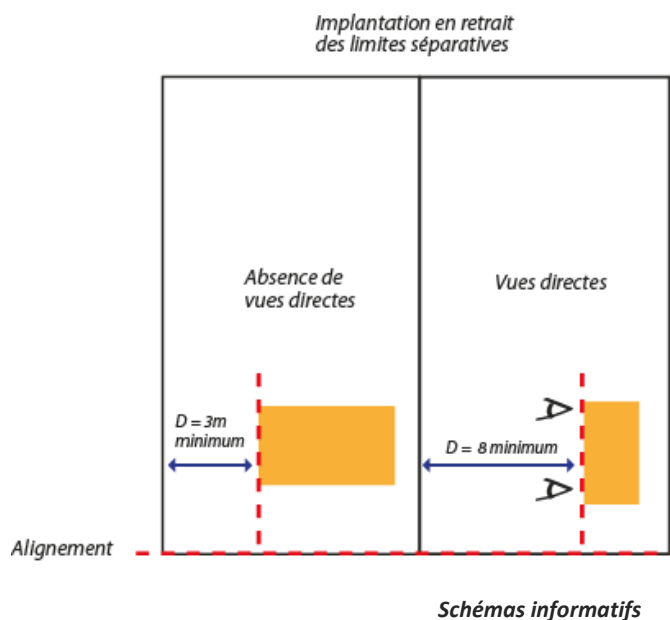 Implantation en retrait
des limites séparatives
Absence de
vues directes
Vues directes
D = 3m
minimum
D = 8 minimum
Alignement
Schémas informatifs